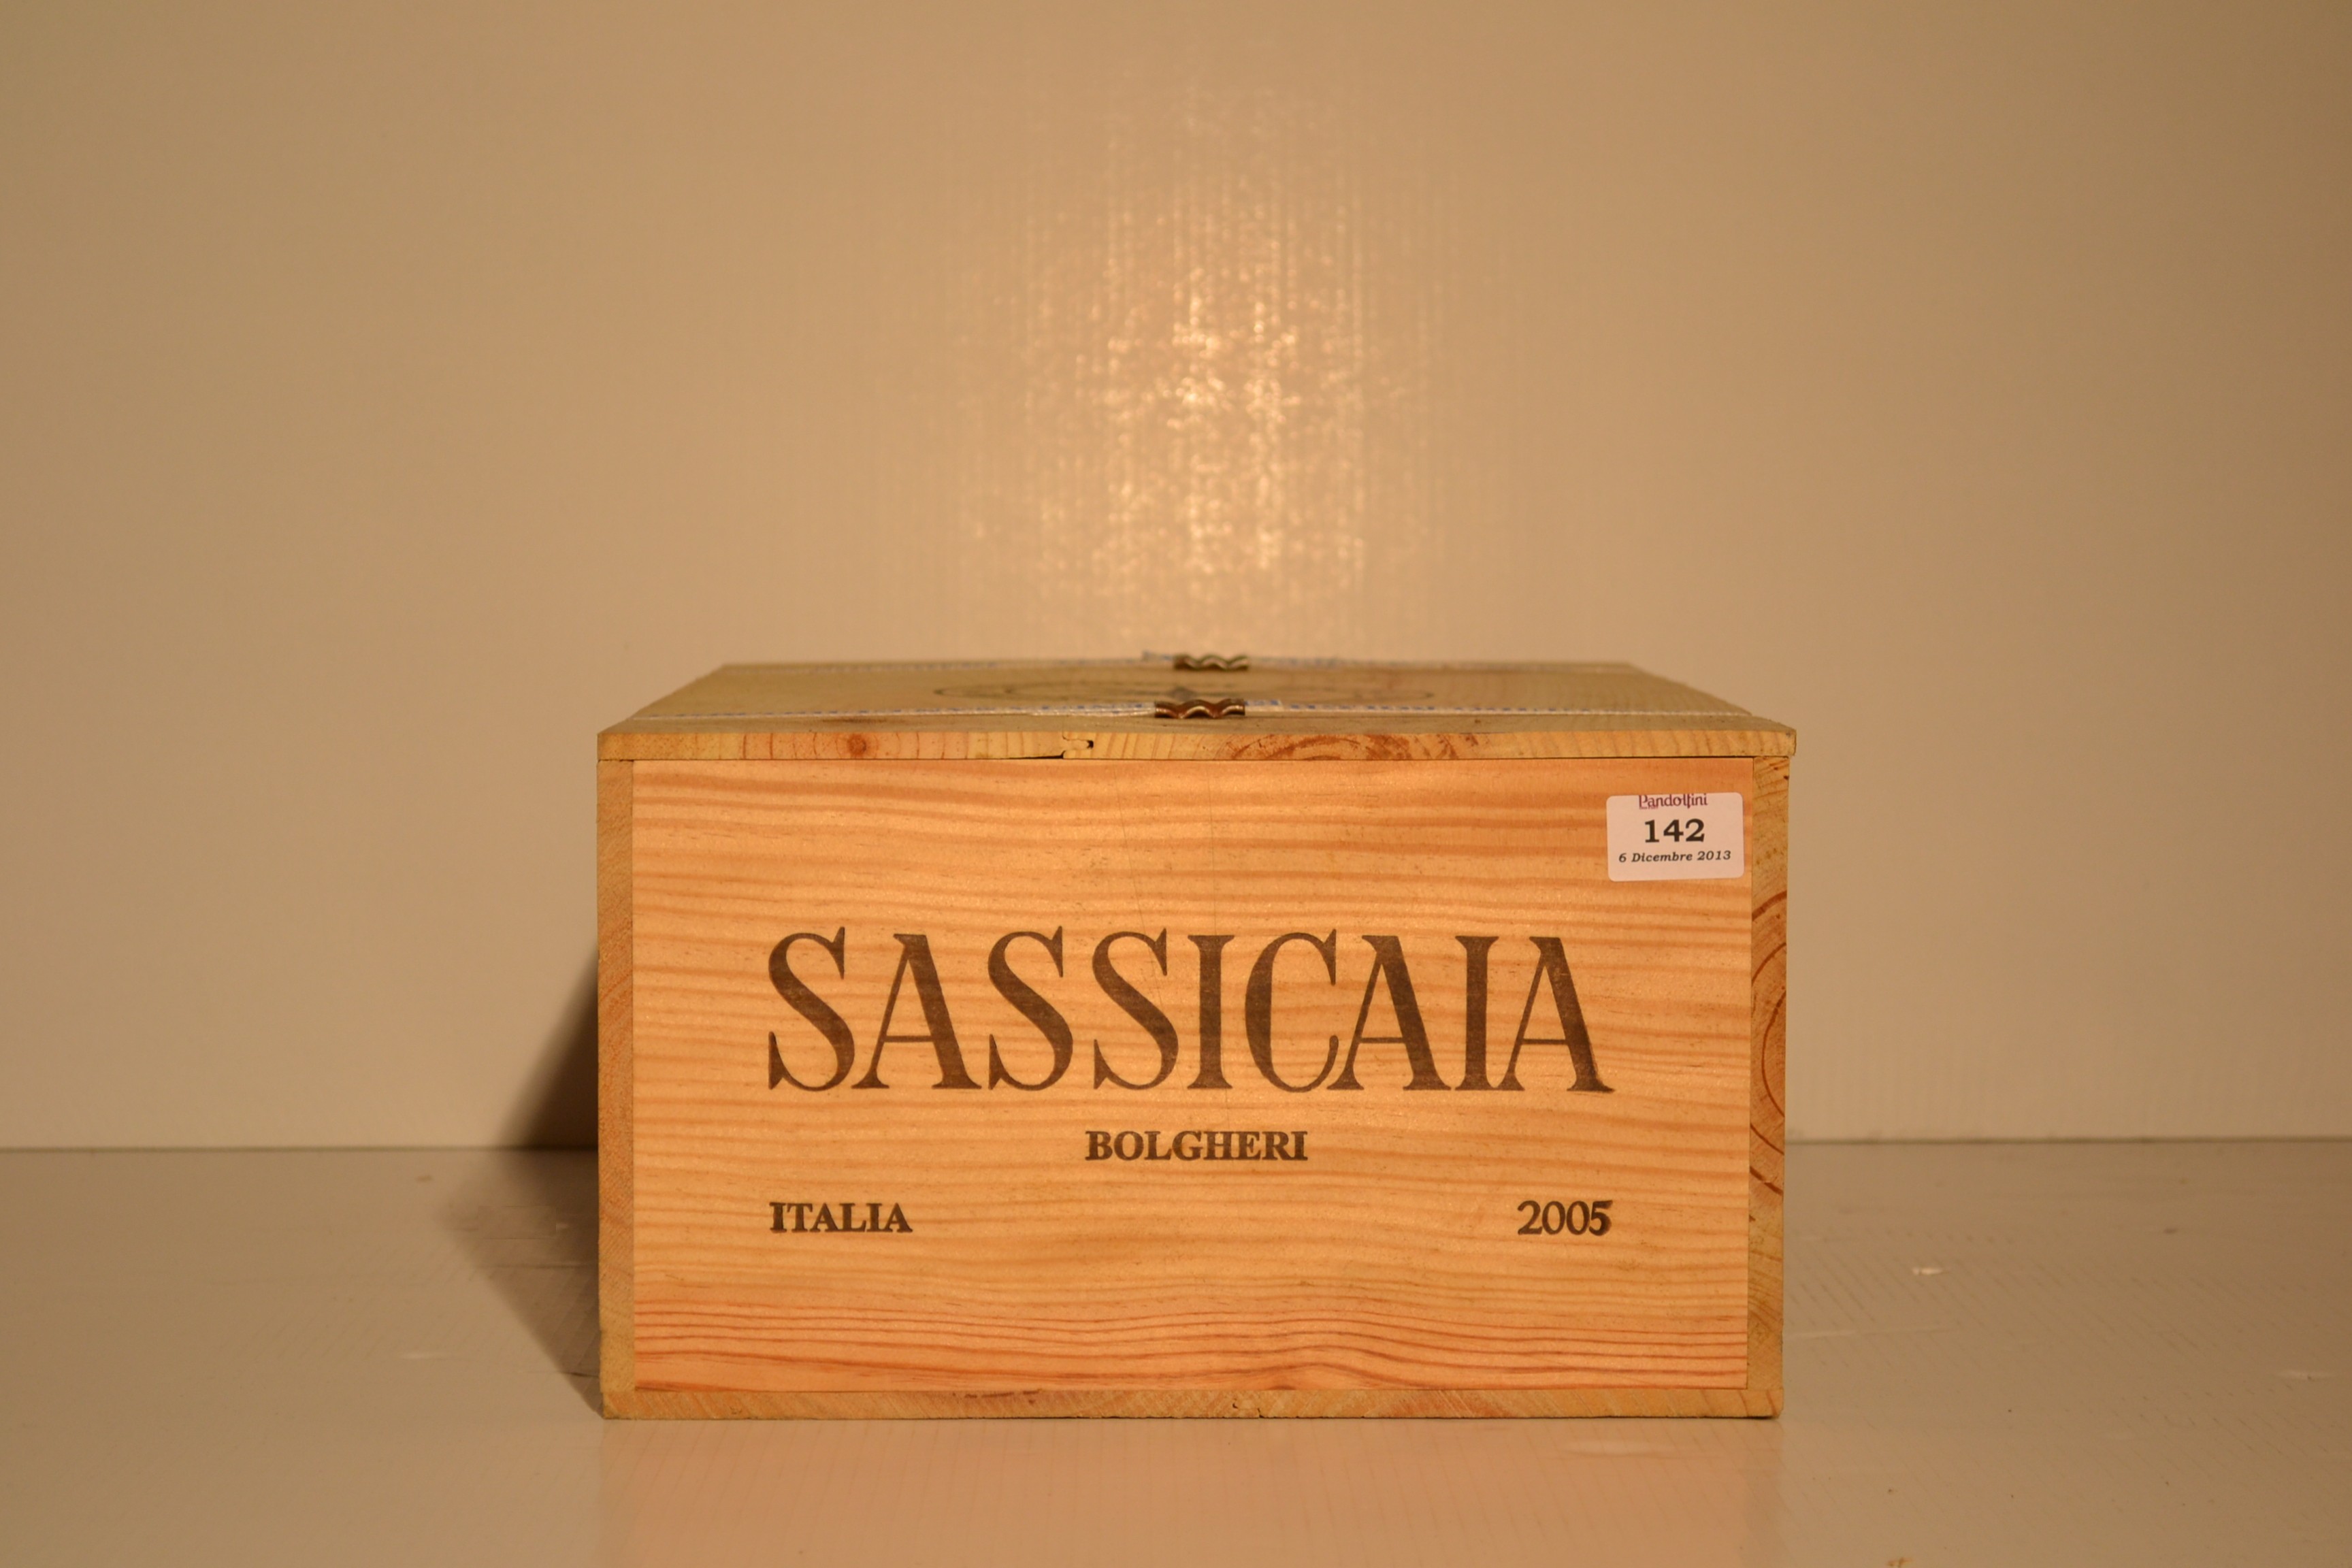 Pandolfini
142
6 Dicembre 2013
SASSICAIA
BOLGHERI
ITALIA 2005